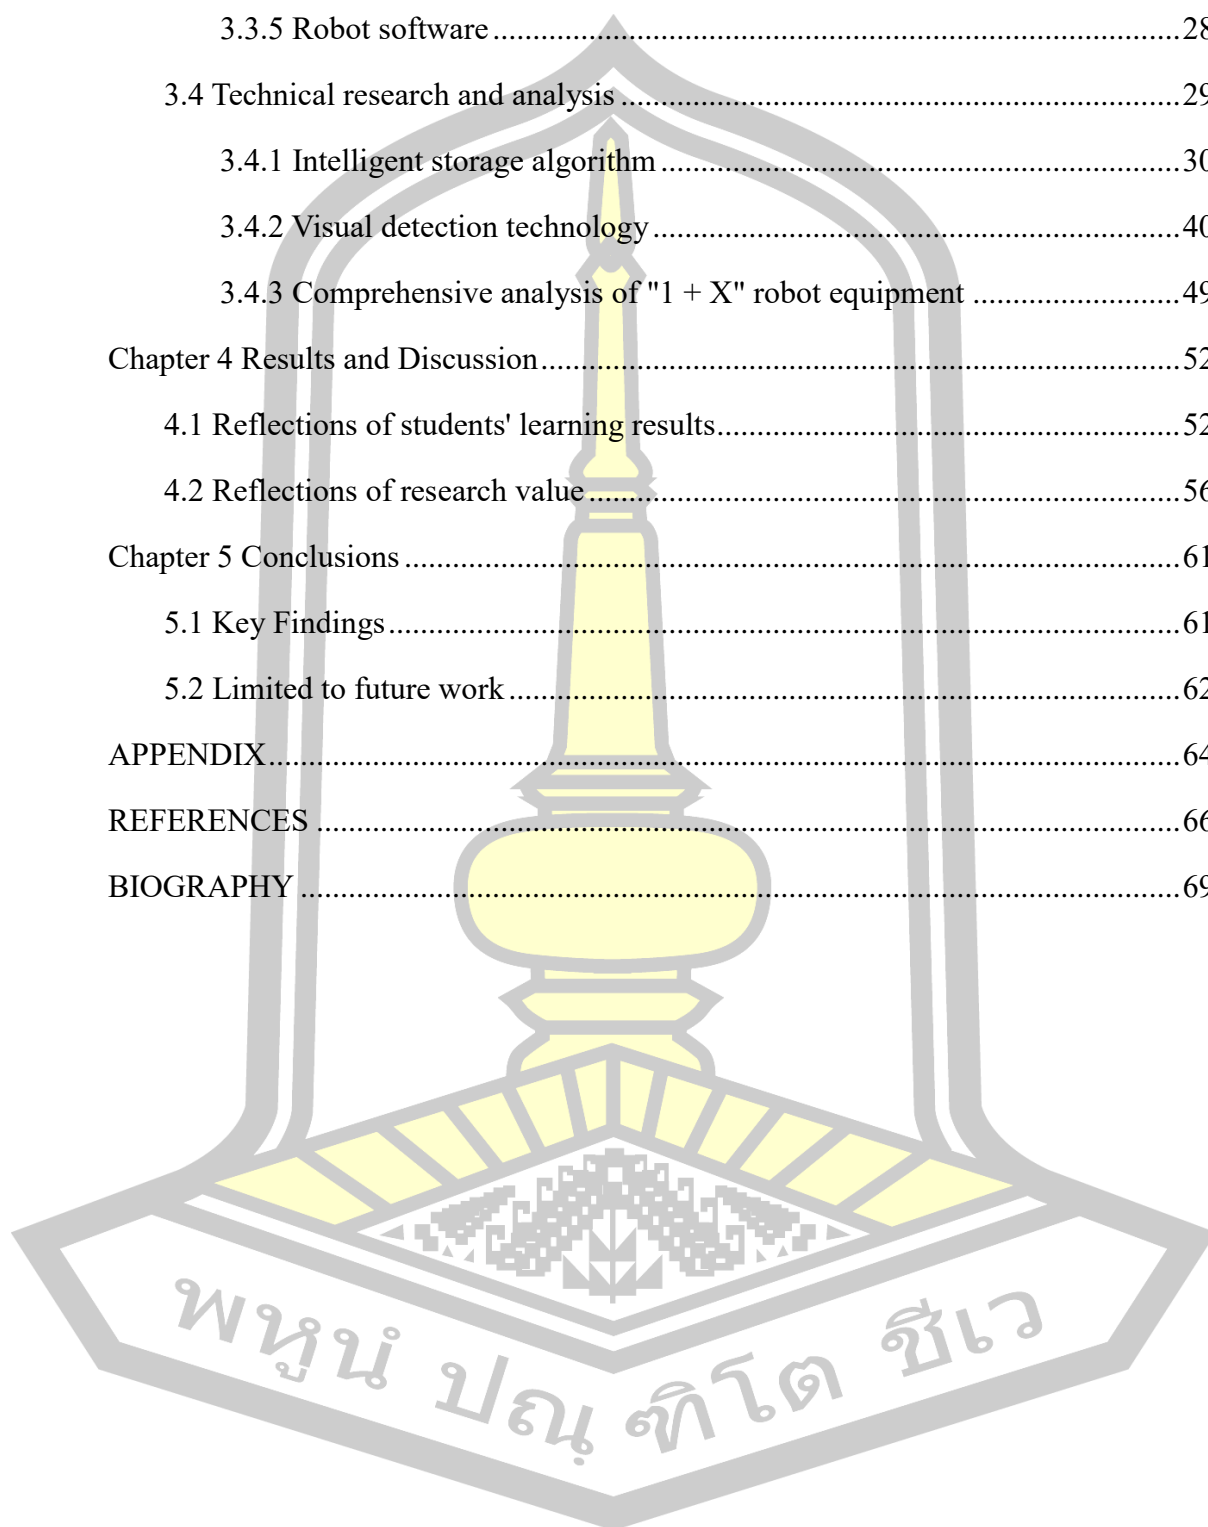 3.3.5 Robot software ........ 28
3.4 Technical research and analysis ........ 29
3.4.1 Intelligent storage algorithm ........ 30
3.4.2 Visual detection technology ........ 40
3.4.3 Comprehensive analysis of "1 + X" robot equipment ........ 49
Chapter 4 Results and Discussion ........ 52
4.1 Reflections of students' learning results ........ 52
4.2 Reflections of research value ........ 56
Chapter 5 Conclusions ........ 61
5.1 Key Findings ........ 61
5.2 Limited to future work ........ 62
APPENDIX ........ 64
REFERENCES ........ 66
BIOGRAPHY ........ 69
พหูนํ ปณฺฑิโต ชีเว